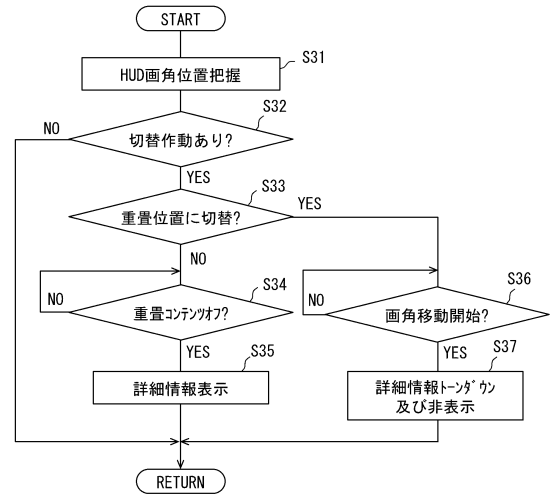 START
S31
HUD画角位置把握
S32
NO
切替作動あり?
YES
S33
重畳位置に切替?
YES
NO
S34
NO
重畳ｺﾝﾃﾝﾂオフ?
YES
S35
詳細情報表示
S36
NO
画角移動開始?
YES
S37
詳細情報ﾄｰﾝﾀﾞｳﾝ
及び非表示
RETURN